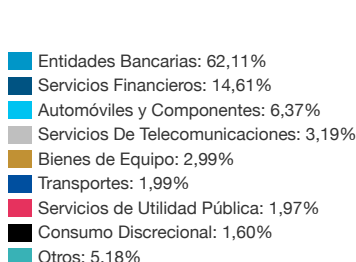 Entidades Bancarias: 62,11%
Servicios Financieros: 14,61%
Automóviles y Componentes: 6,37%
Servicios De Telecomunicaciones: 3,19%
Bienes de Equipo: 2,99%
Transportes: 1,99%
Servicios de Utilidad Pública: 1,97%
Consumo Discrecional: 1,60%
Otros: 5,18%